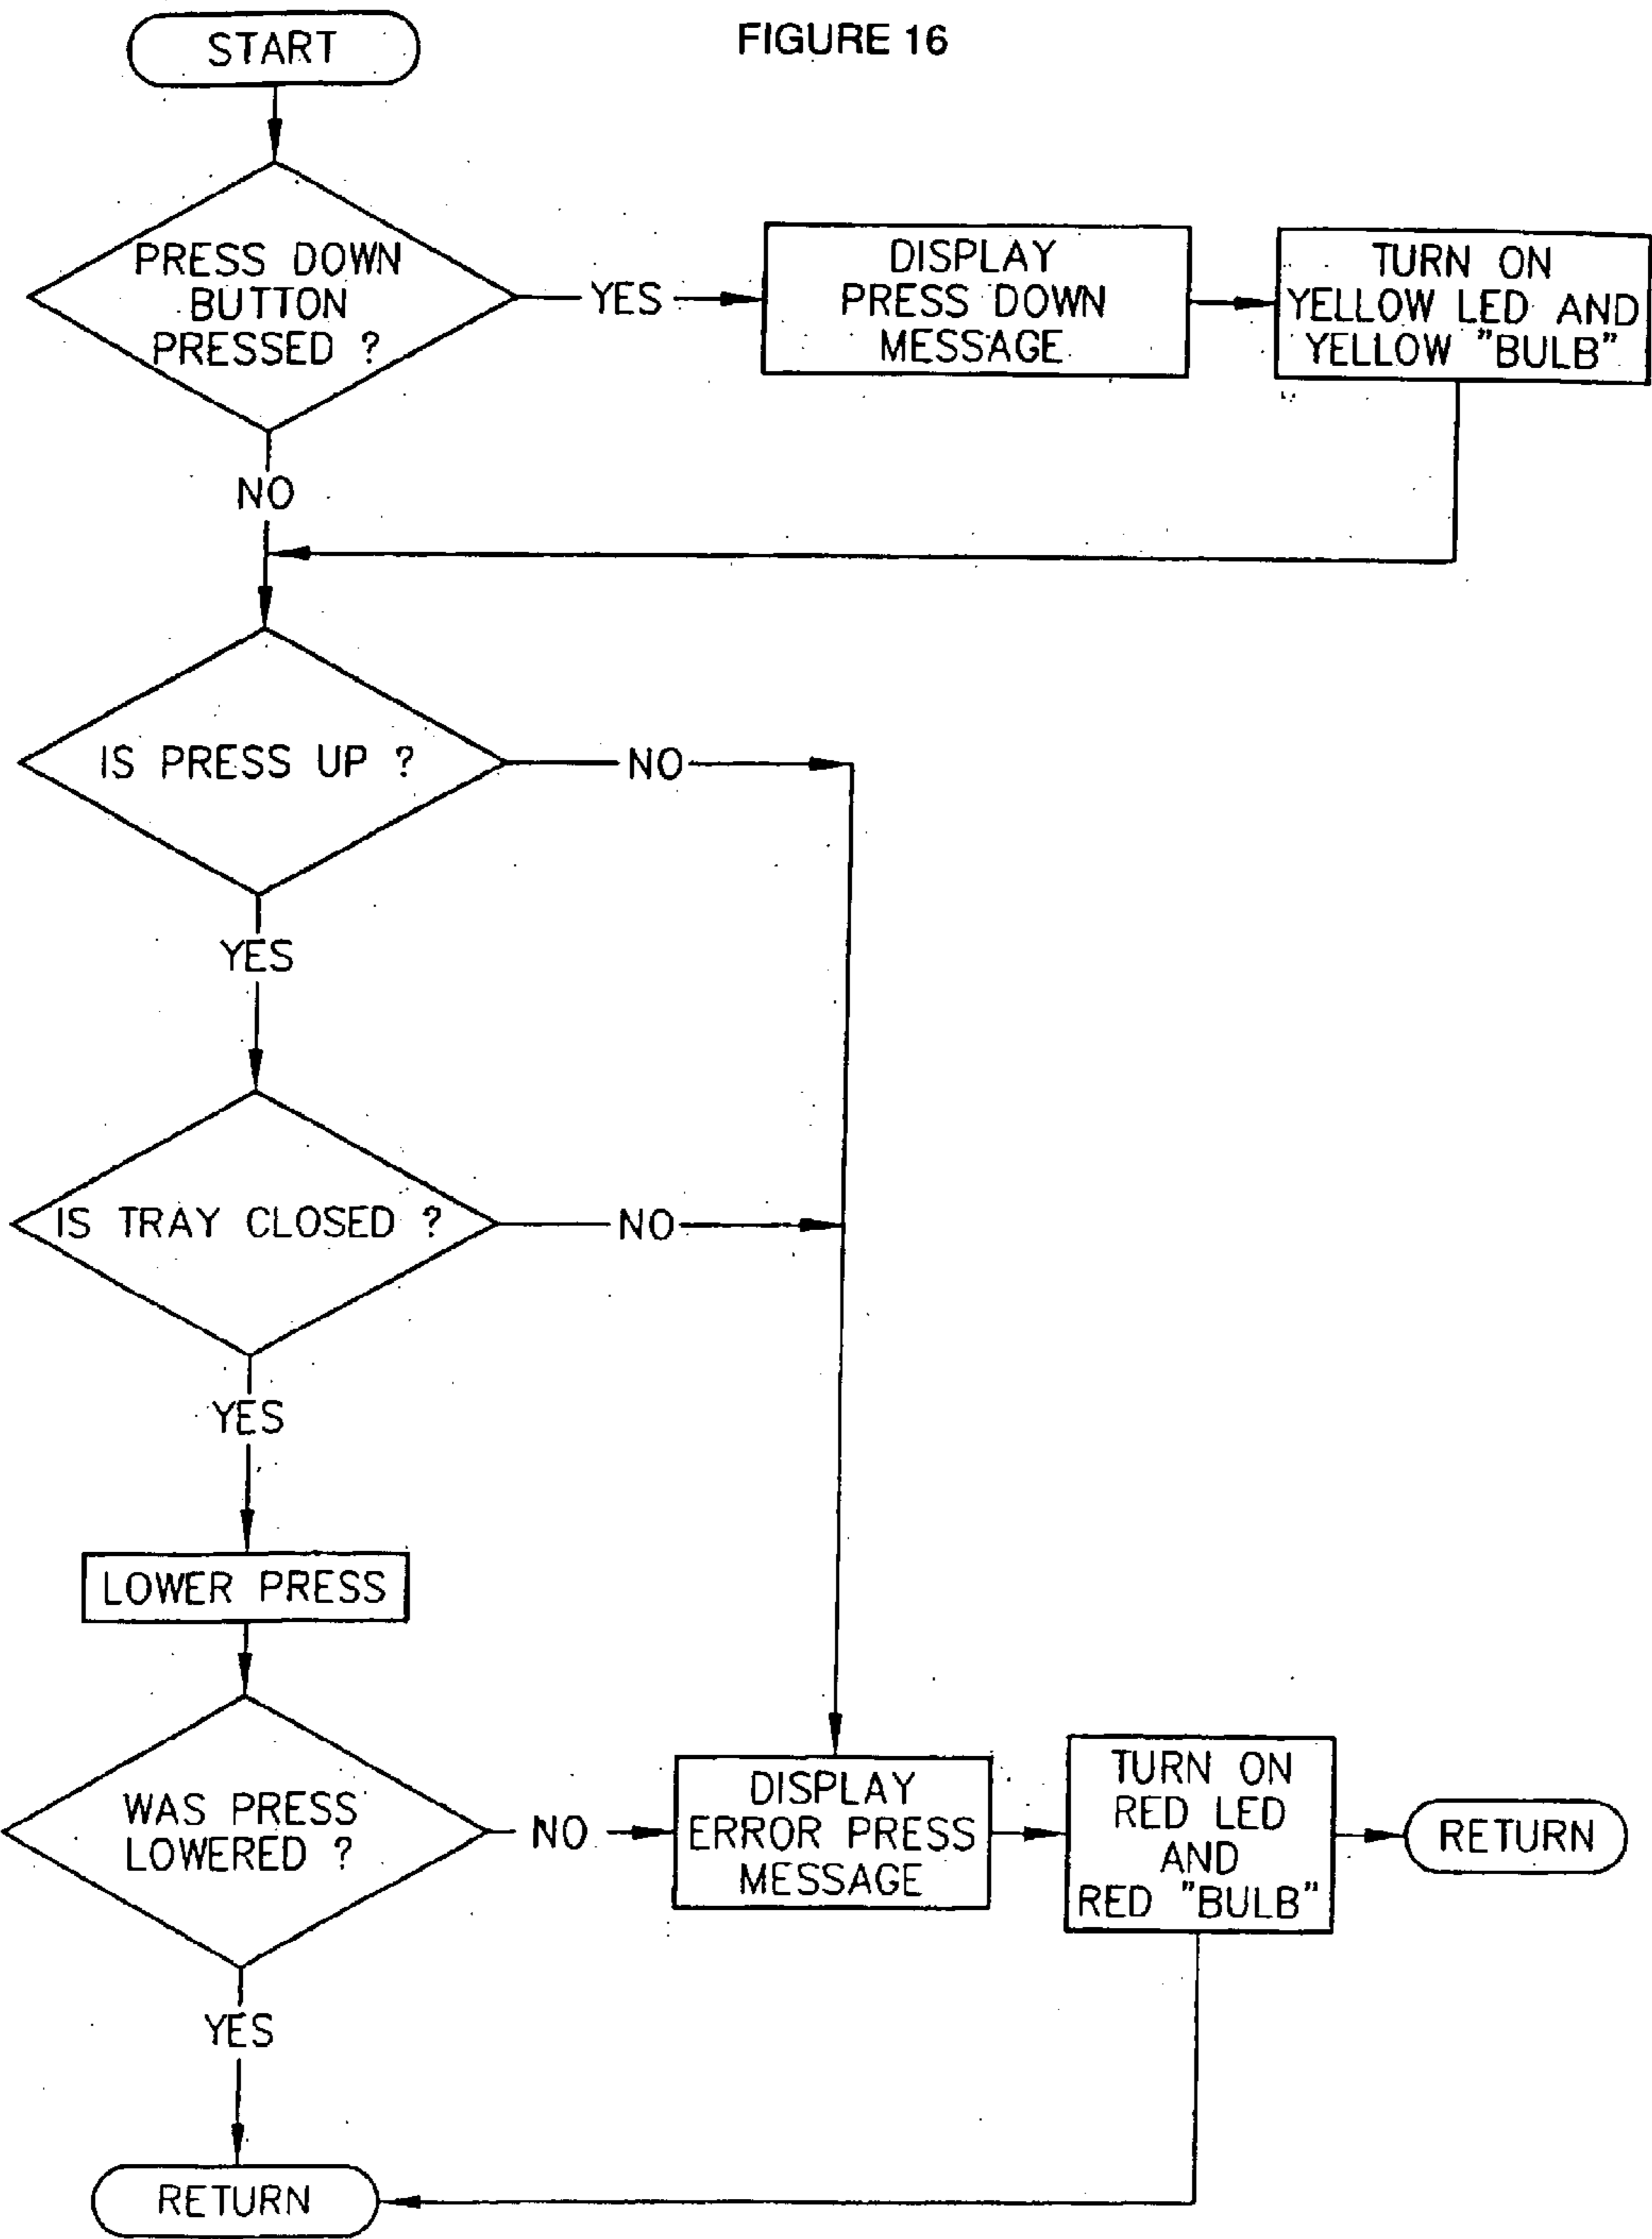 FIGURE 16
START
PRESS DOWN
BUTTON
PRESSED ?
YES
DISPLAY
PRESS DOWN
MESSAGE
TURN ON
YELLOW LED AND
YELLOW "BULB"
NO
IS PRESS UP ?
NO
YES
IS TRAY CLOSED ?
NO
YES
LOWER PRESS
WAS PRESS
LOWERED ?
NO
DISPLAY
ERROR PRESS
MESSAGE
TURN ON
RED LED
AND
RED "BULB"
RETURN
YES
RETURN